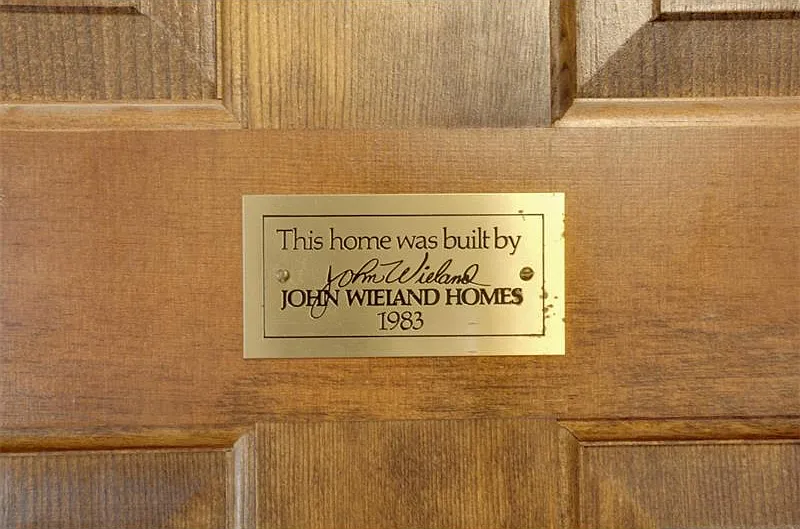 This home was built by
John Wieland
JOHN WIELAND HOMES
1983